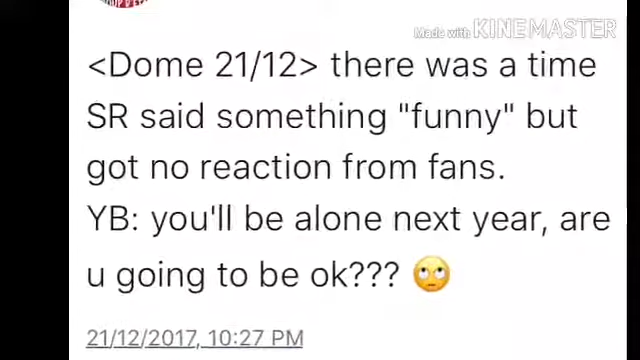 Made with KINEMASTER
<Dome 21/12> there was a time
SR said something "funny" but
got no reaction from fans.
YB: you'll be alone next year, are
u going to be ok??? 🙄
21/12/2017, 10:27 PM